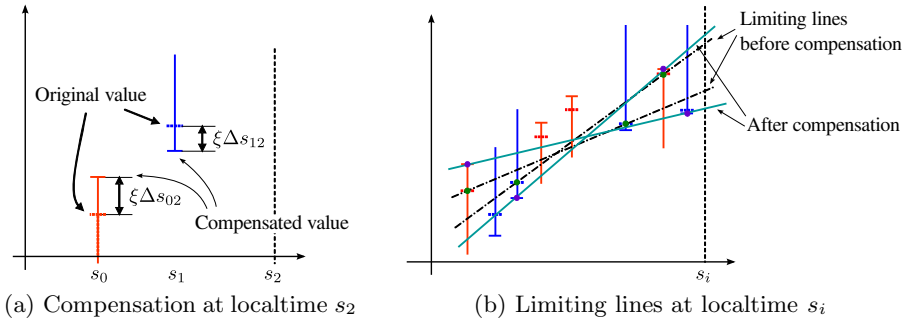 (a)
Original value
ξΔs₁₂
ξΔs₀₂
Compensated value
s₀ s₁ s₂
(a) Compensation at localtime s₂
(b)
Limiting lines
before compensation
After compensation
sᵢ
(b) Limiting lines at localtime sᵢ